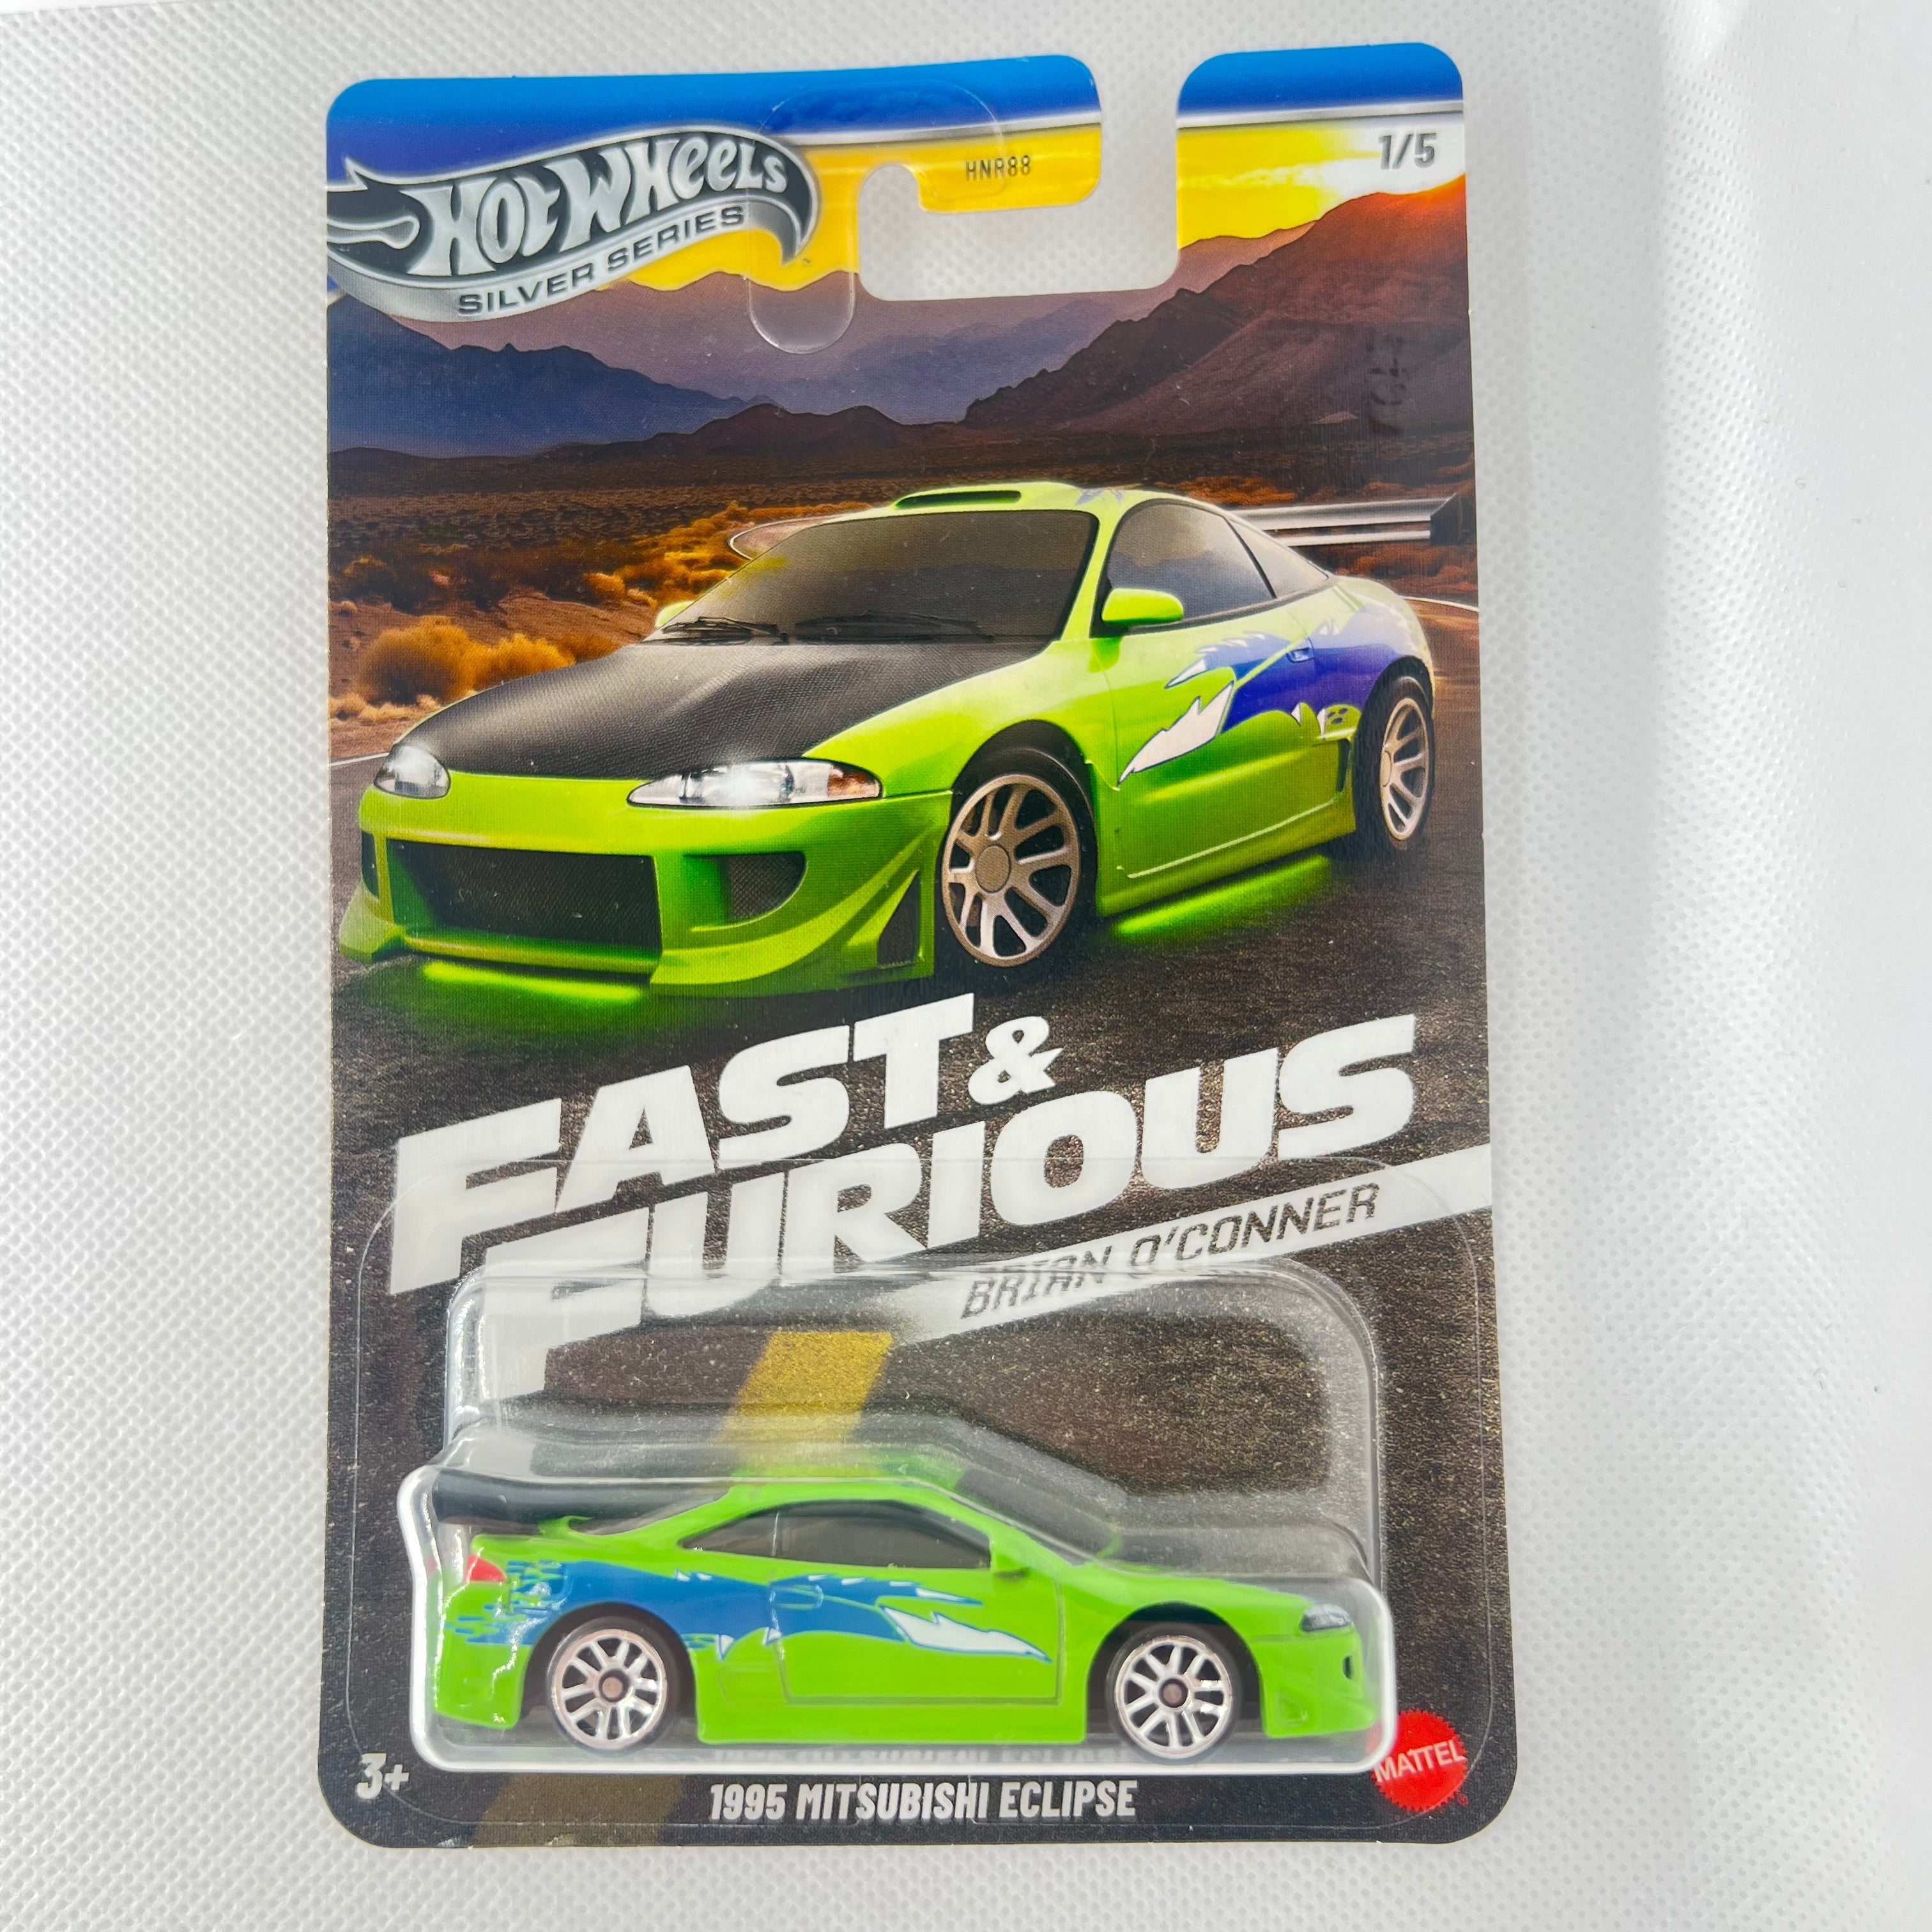 HOT WHEELS
SILVER SERIES
HNR88
1/5
FAST &
FURIOUS
BRIAN O'CONNER
3+
1995 MITSUBISHI ECLIPSE
MATTEL